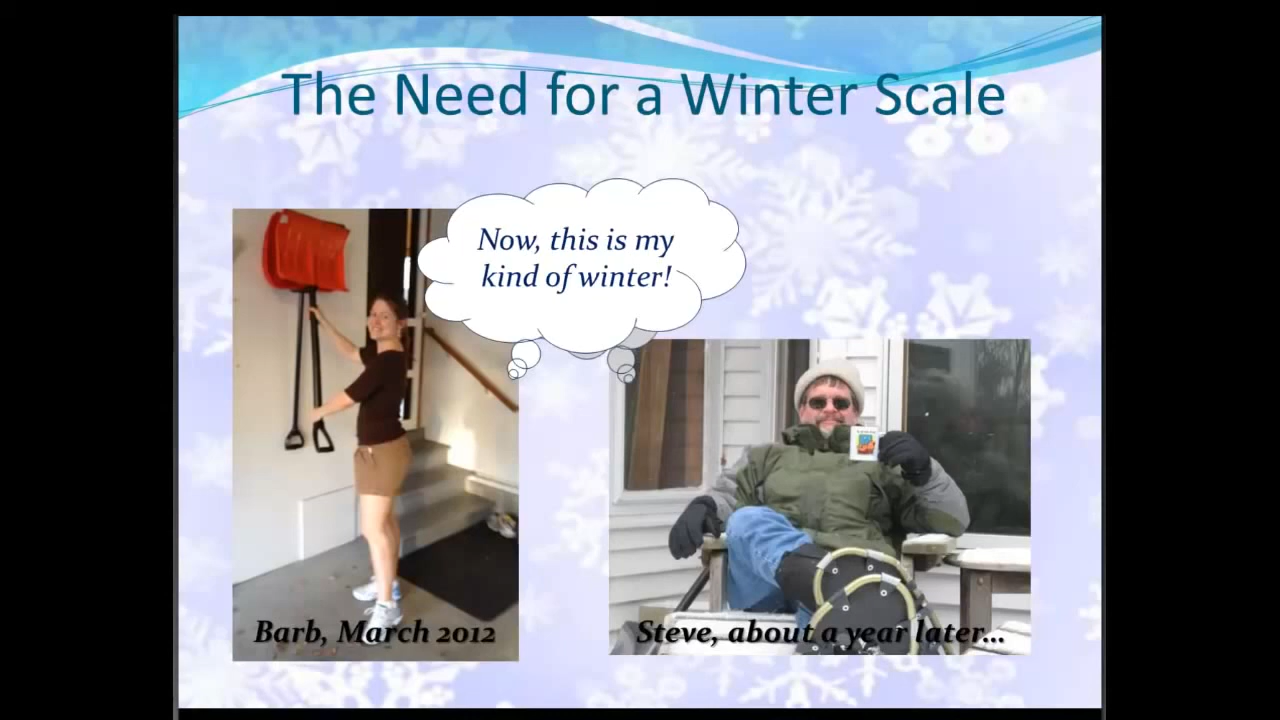 The Need for a Winter Scale
Now, this is my
kind of winter!
Barb, March 2012
Steve, about a year later...